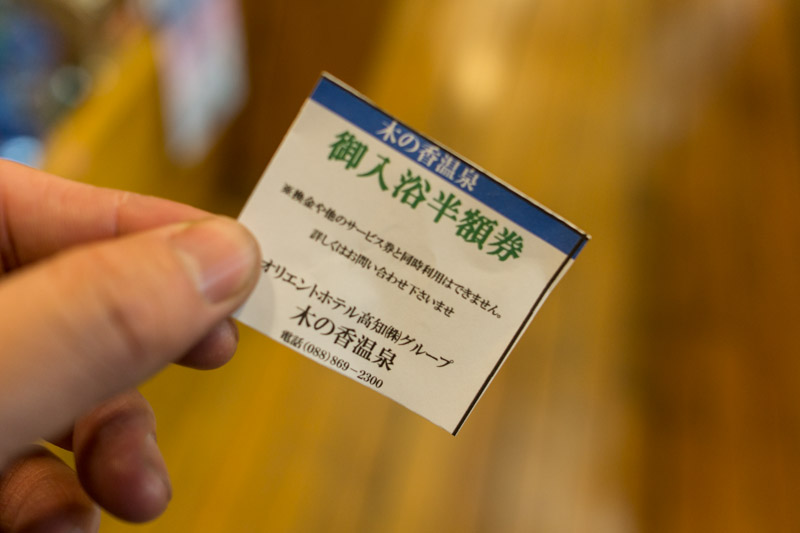 木の香温泉
御入浴半額券
※換金や他のサービス券と同時利用はできません。
詳しくはお問い合わせ下さいませ
オリエントホテル高知㈱グループ
木の香温泉
電話(088)869−2300